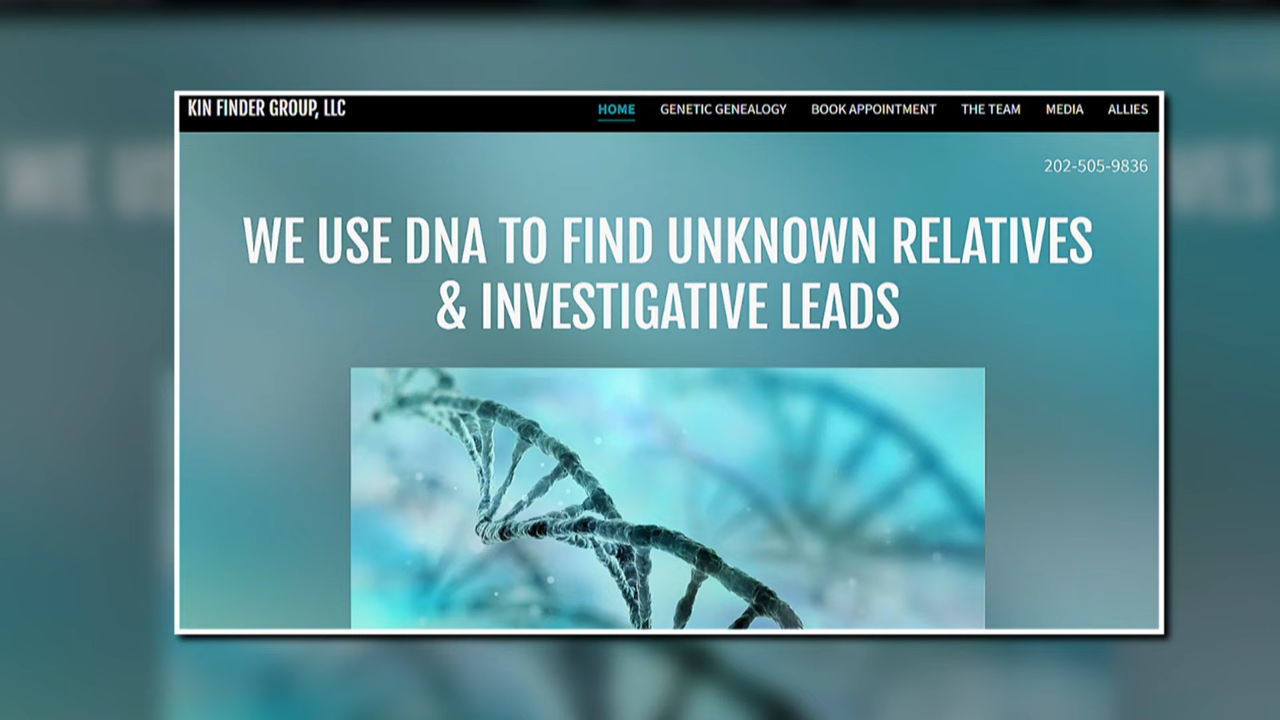 KIN FINDER GROUP, LLC
HOME GENETIC GENEALOGY BOOK APPOINTMENT THE TEAM MEDIA ALLIES
202-505-9836
WE USE DNA TO FIND UNKNOWN RELATIVES
& INVESTIGATIVE LEADS